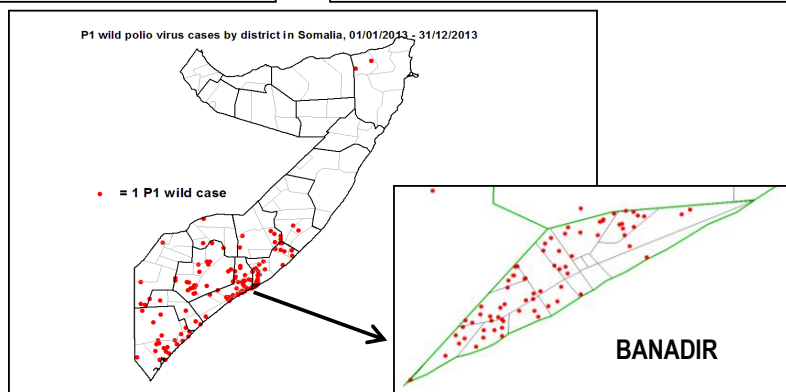 P1 wild polio virus cases by district in Somalia, 01/01/2013 - 31/12/2013
= 1 P1 wild case
BANADIR